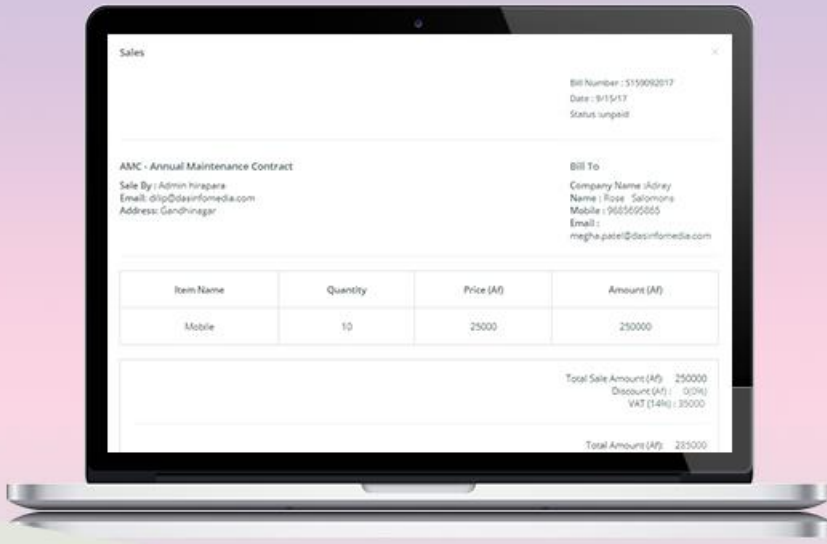 Sales
×
Bill Number : S159092017
Date : 9/15/17
Status :unpaid
AMC - Annual Maintenance Contract
Sale By : Admin hirapara
Email: dilip@dasinfomedia.com
Address: Gandhinagar
Bill To
Company Name :Adrey
Name : Rose Salomons
Mobile : 9685695865
Email :
megha.patel@dasinfomedia.com
Item Name Quantity Price (Af) Amount (Af)
Mobile 10 25000 250000
Total Sale Amount (Af): 250000
Discount (Af) : 0(0%)
VAT (14%) : 35000
Total Amount (Af): 285000